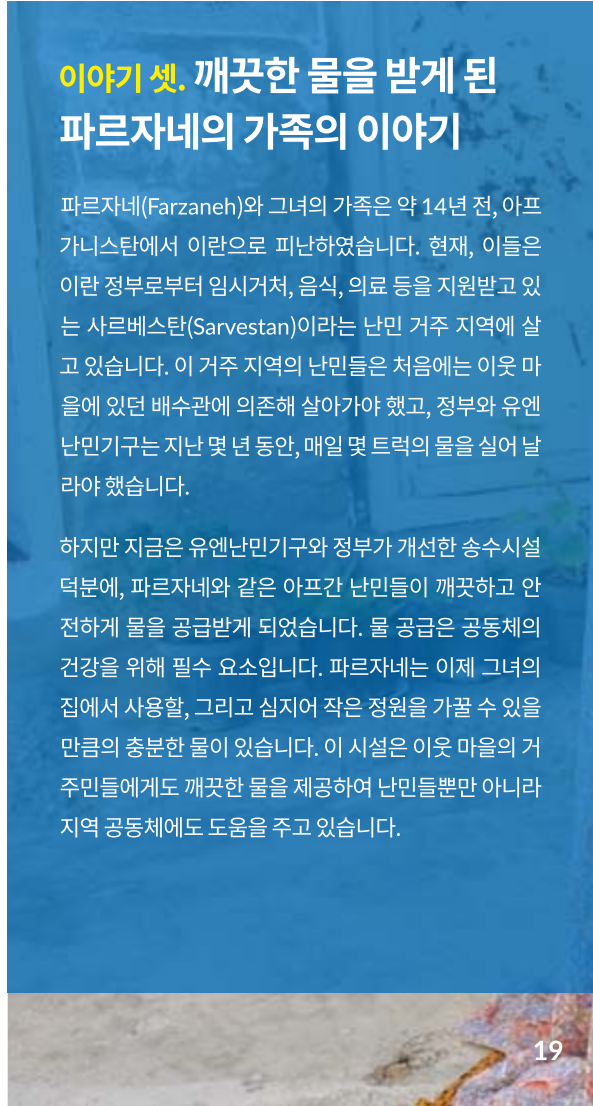 이야기 셋. 깨끗한 물을 받게 된
파르자네의 가족의 이야기
파르자네(Farzaneh)와 그녀의 가족은 약 14년 전, 아프
가니스탄에서 이란으로 피난하였습니다. 현재, 이들은
이란 정부로부터 임시거처, 음식, 의료 등을 지원받고 있
는 사르베스탄(Sarvestan)이라는 난민 거주 지역에 살
고 있습니다. 이 거주 지역의 난민들은 처음에는 이웃 마
을에 있던 배수관에 의존해 살아가야 했고, 정부와 유엔
난민기구는 지난 몇 년 동안, 매일 몇 트럭의 물을 실어 날
라야 했습니다.
하지만 지금은 유엔난민기구와 정부가 개선한 송수시설
덕분에, 파르자네와 같은 아프간 난민들이 깨끗하고 안
전하게 물을 공급받게 되었습니다. 물 공급은 공동체의
건강을 위해 필수 요소입니다. 파르자네는 이제 그녀의
집에서 사용할, 그리고 심지어 작은 정원을 가꿀 수 있을
만큼의 충분한 물이 있습니다. 이 시설은 이웃 마을의 거
주민들에게도 깨끗한 물을 제공하여 난민들뿐만 아니라
지역 공동체에도 도움을 주고 있습니다.
19